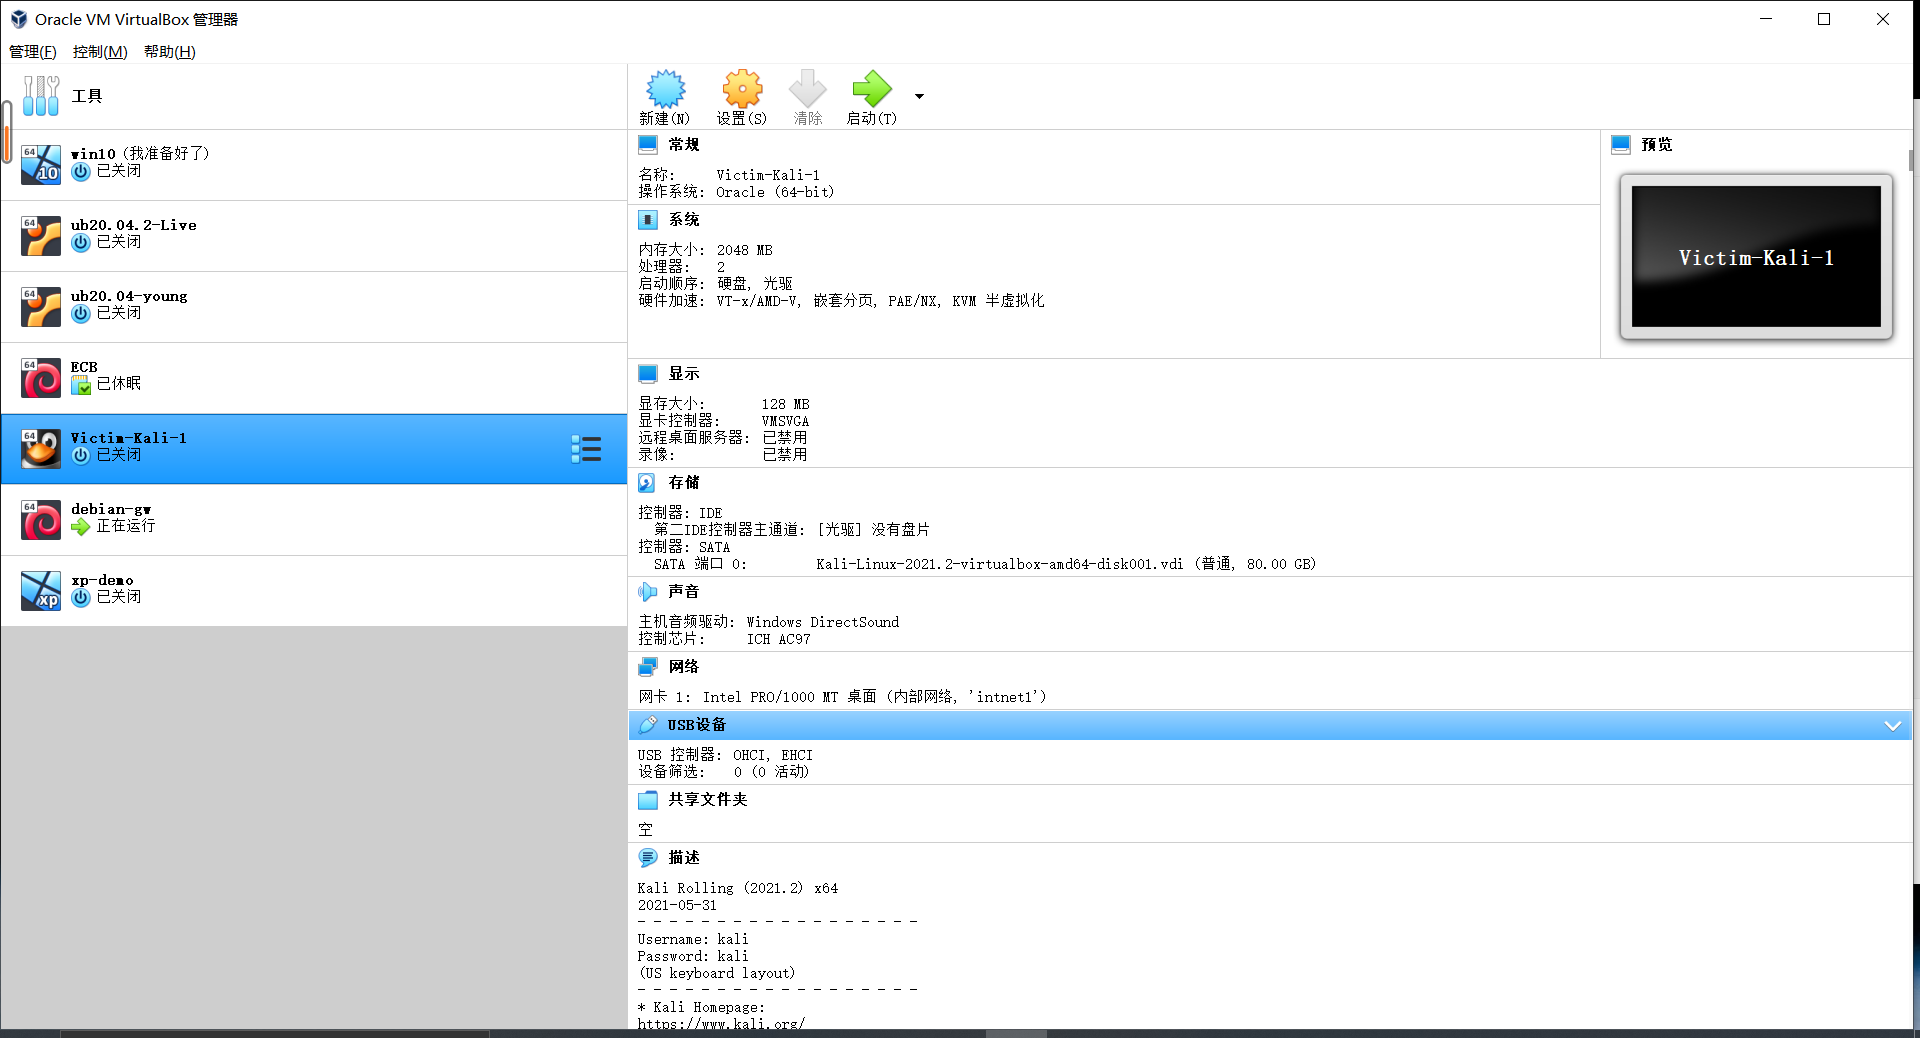 Oracle VM VirtualBox 管理器
管理(F) 控制(M) 帮助(H)
工具
64
10
win10 (我准备好了)
已关闭
64
ub20.04.2-Live
已关闭
64
ub20.04-young
已关闭
64
ECB
已休眠
64
Victim-Kali-1
已关闭
64
debian-gw
正在运行
xp
xp-demo
已关闭
新建(N) 设置(S) 清除 启动(T)
常规
名称: Victim-Kali-1
操作系统: Oracle (64-bit)
系统
内存大小: 2048 MB
处理器: 2
启动顺序: 硬盘, 光驱
硬件加速: VT-x/AMD-V, 嵌套分页, PAE/NX, KVM 半虚拟化
预览
Victim-Kali-1
显示
显存大小: 128 MB
显卡控制器: VMSVGA
远程桌面服务器: 已禁用
录像: 已禁用
存储
控制器: IDE
第二IDE控制器主通道: [光驱] 没有盘片
控制器: SATA
SATA 端口 0: Kali-Linux-2021.2-virtualbox-amd64-disk001.vdi (普通, 80.00 GB)
声音
主机音频驱动: Windows DirectSound
控制芯片: ICH AC97
网络
网卡 1: Intel PRO/1000 MT 桌面 (内部网络, 'intnet1')
USB设备
USB 控制器: OHCI, EHCI
设备筛选: 0 (0 活动)
共享文件夹
空
描述
Kali Rolling (2021.2) x64
2021-05-31
- - - - - - - - - - - - - - - - - -
Username: kali
Password: kali
(US keyboard layout)
- - - - - - - - - - - - - - - - - -
* Kali Homepage:
https://www.kali.org/